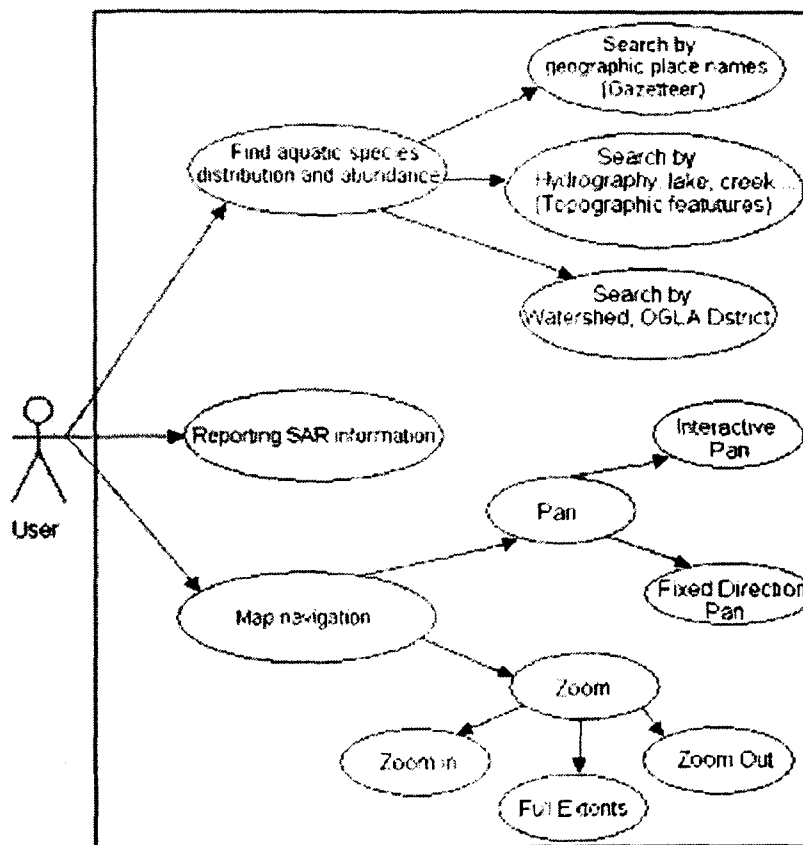 Search by
geographic place names
(Gazetteer)
Find aquatic species
distribution and abundance
Search by
Hydrography, lake, creek...
(Topographic featutures)
Search by
Watershed, OGLA Dstrict
Reporting SAR information
User
Interactive
Pan
Pan
Fixed Direction
Pan
Map navigation
Zoom
Zoom in
Zoom Out
Full Extents